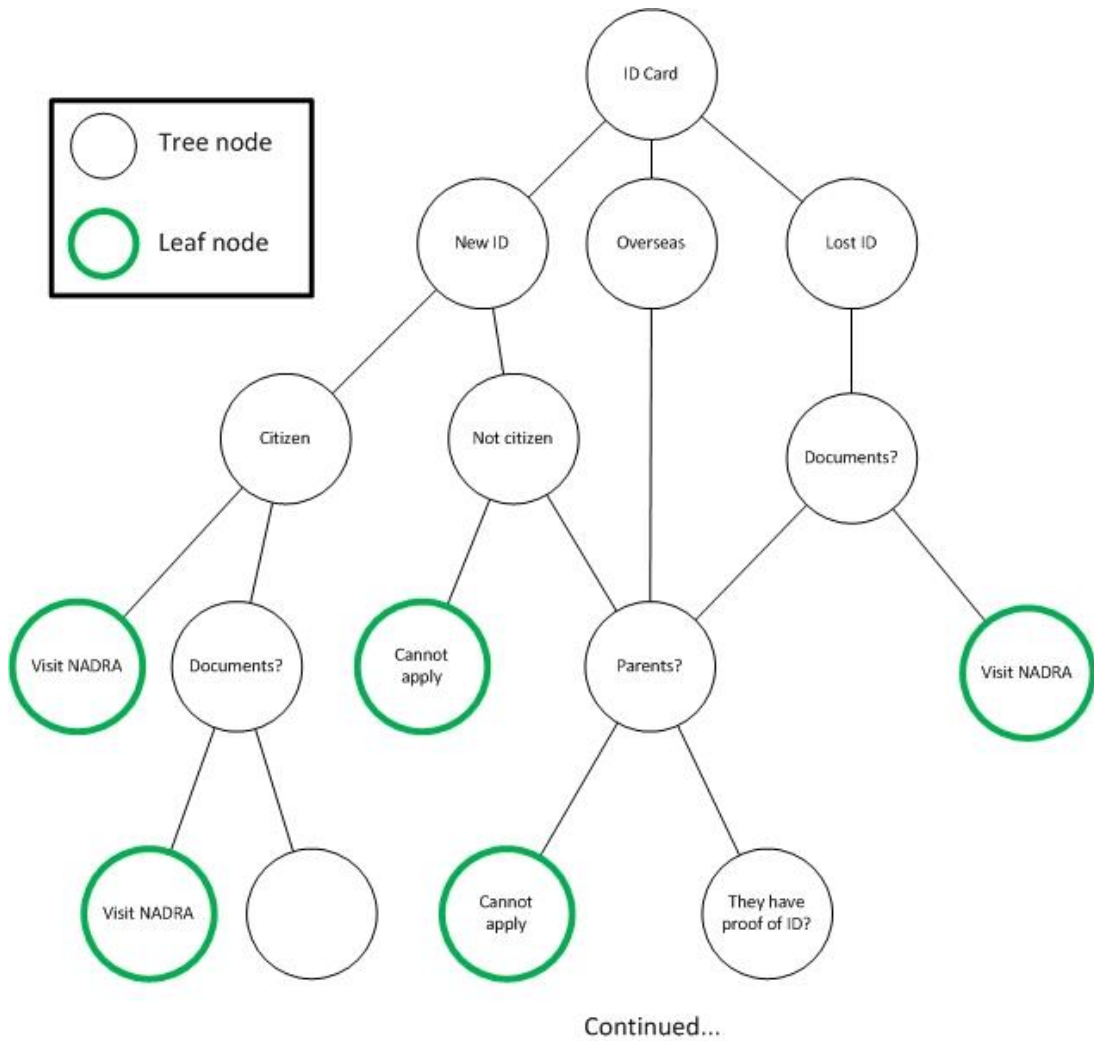 ID Card
Tree node
Leaf node
New ID
Overseas
Lost ID
Citizen
Not citizen
Documents?
Visit NADRA
Documents?
Cannot
apply
Parents?
Visit NADRA
Visit NADRA
Cannot
apply
They have
proof of ID?
Continued...